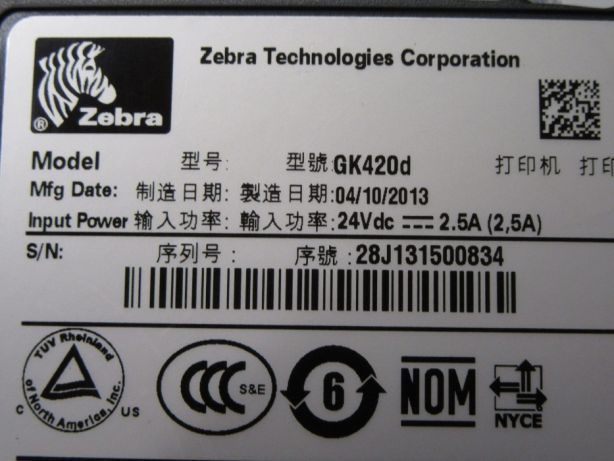 Zebra Technologies Corporation
® Zebra
Model 型号: 型號:GK420d 打印机
Mfg Date: 制造日期: 製造日期:04/10/2013
Input Power 输入功率: 輸入功率:24Vdc ⎓ 2.5A (2,5A)
S/N: 序列号: 序號:28J131500834
TUV Rheinland
of North America, Inc.
C US
CCC S&E
6
NOM
NYCE